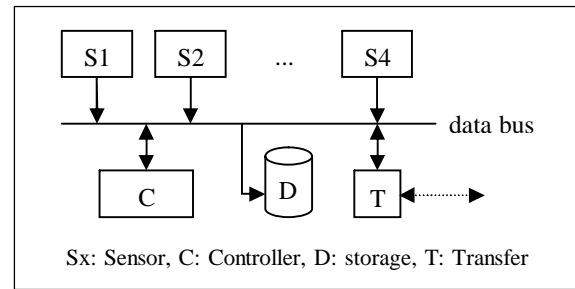 S1 S2 ... S4
data bus
C D T
Sx: Sensor, C: Controller, D: storage, T: Transfer